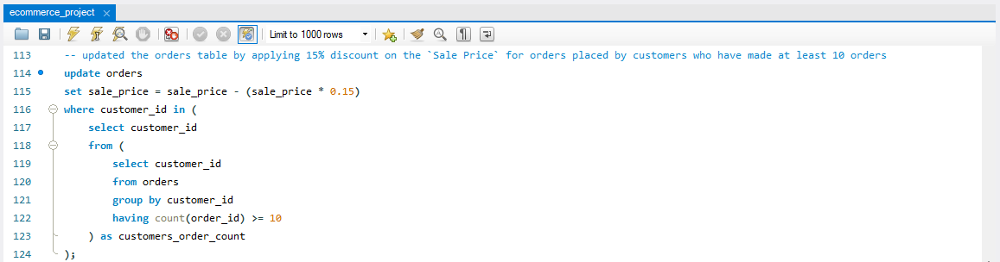 ecommerce_project
Limit to 1000 rows
113 -- updated the orders table by applying 15% discount on the `Sale Price` for orders placed by customers who have made at least 10 orders
114 update orders
115 set sale_price = sale_price - (sale_price * 0.15)
116 where customer_id in (
117 select customer_id
118 from (
119 select customer_id
120 from orders
121 group by customer_id
122 having count(order_id) >= 10
123 ) as customers_order_count
124 );